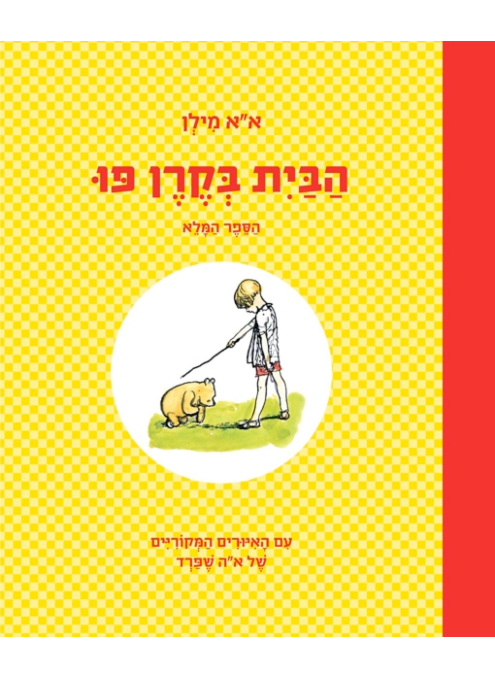 א"א מִילְן
הַבַּיִת בְּקֶרֶן פּוּ
הַסֵּפֶר הַמָּלֵא
עִם הָאִיּוּרִים הַמְּקוֹרִיִּים
שֶׁל א"ה שֶׁפַּרְד